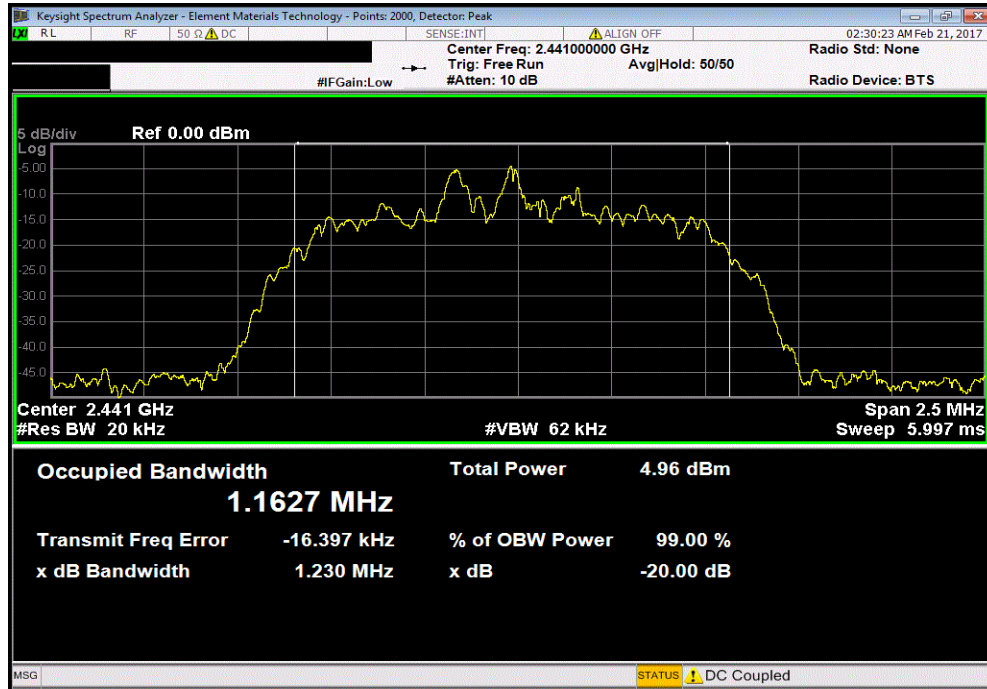 Keysight Spectrum Analyzer - Element Materials Technology - Points: 2000, Detector: Peak
LXI RL RF 50 Ω DC SENSE:INT ALIGN OFF 02:30:23 AM Feb 21, 2017
Center Freq: 2.441000000 GHz Radio Std: None
Trig: Free Run Avg|Hold: 50/50
#IFGain:Low #Atten: 10 dB Radio Device: BTS
5 dB/div Ref 0.00 dBm
Log
-5.00
-10.0
-15.0
-20.0
-25.0
-30.0
-35.0
-40.0
-45.0
Center 2.441 GHz Span 2.5 MHz
#Res BW 20 kHz #VBW 62 kHz Sweep 5.997 ms
Occupied Bandwidth Total Power 4.96 dBm
1.1627 MHz
Transmit Freq Error -16.397 kHz % of OBW Power 99.00 %
x dB Bandwidth 1.230 MHz x dB -20.00 dB
MSG STATUS DC Coupled